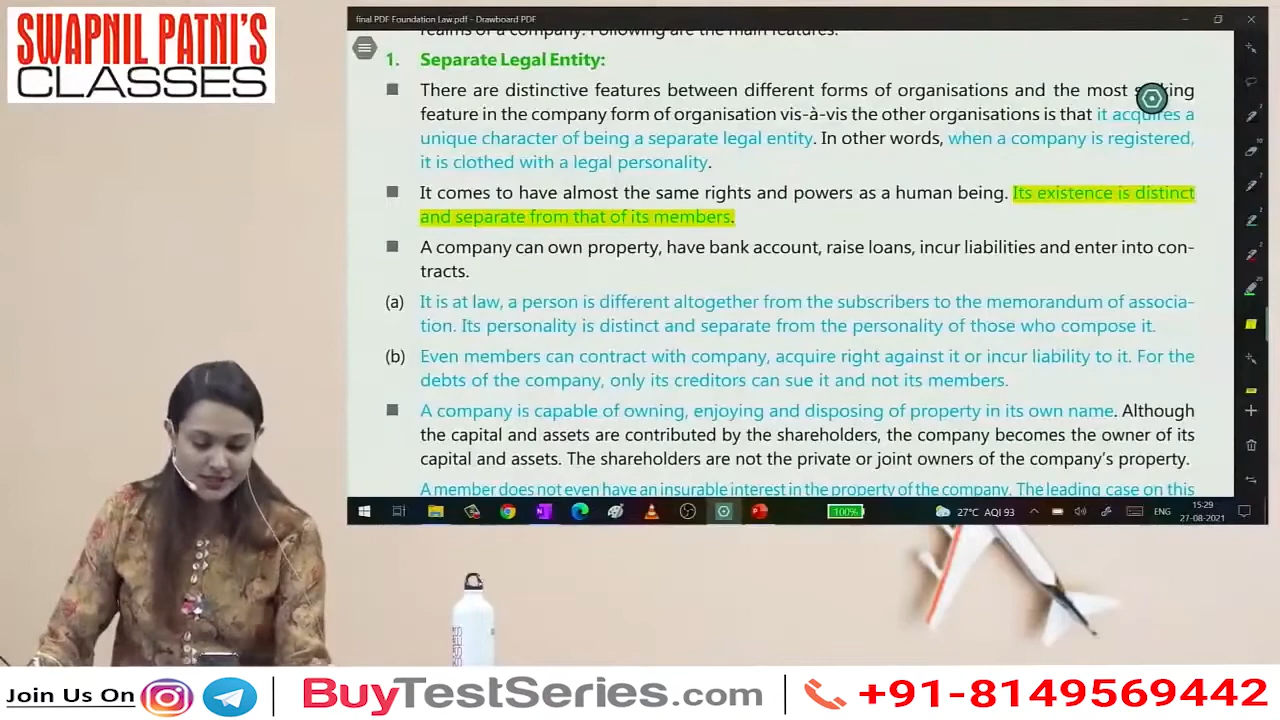 SWAPNIL PATNI'S
CLASSES
final PDF Foundation Law.pdf - Drawboard PDF
realms of a company. Following are the main features.
1. Separate Legal Entity:
There are distinctive features between different forms of organisations and the most king
feature in the company form of organisation vis-à-vis the other organisations is that it acquires a
unique character of being a separate legal entity. In other words, when a company is registered,
it is clothed with a legal personality.
It comes to have almost the same rights and powers as a human being. Its existence is distinct
and separate from that of its members.
A company can own property, have bank account, raise loans, incur liabilities and enter into con-
tracts.
(a) It is at law, a person is different altogether from the subscribers to the memorandum of associa-
tion. Its personality is distinct and separate from the personality of those who compose it.
(b) Even members can contract with company, acquire right against it or incur liability to it. For the
debts of the company, only its creditors can sue it and not its members.
A company is capable of owning, enjoying and disposing of property in its own name. Although
the capital and assets are contributed by the shareholders, the company becomes the owner of its
capital and assets. The shareholders are not the private or joint owners of the company's property.
A member does not even have an insurable interest in the property of the company. The leading case on this
100%
27°C AQI 93
ENG
15:29
27-08-2021
Join Us On
BuyTestSeries.com
+91-8149569442